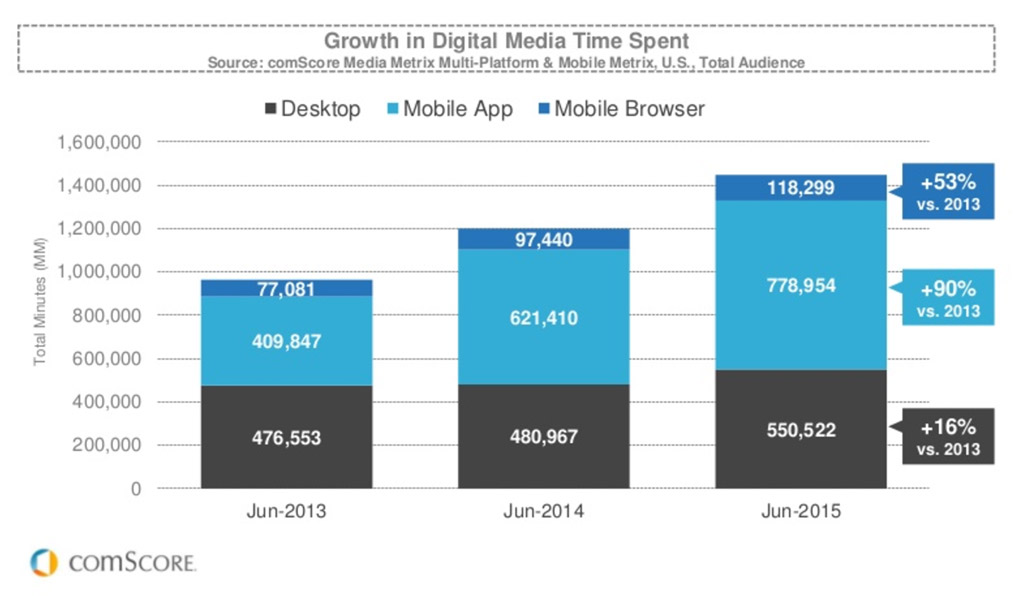 Growth in Digital Media Time Spent
Source: comScore Media Metrix Multi-Platform & Mobile Metrix, U.S., Total Audience
Desktop Mobile App Mobile Browser
Total Minutes (MM)
1,600,000
1,400,000
1,200,000
1,000,000
800,000
600,000
400,000
200,000
0
77,081
409,847
476,553
97,440
621,410
480,967
118,299
778,954
550,522
+53%
vs. 2013
+90%
vs. 2013
+16%
vs. 2013
Jun-2013 Jun-2014 Jun-2015
comSCORE.